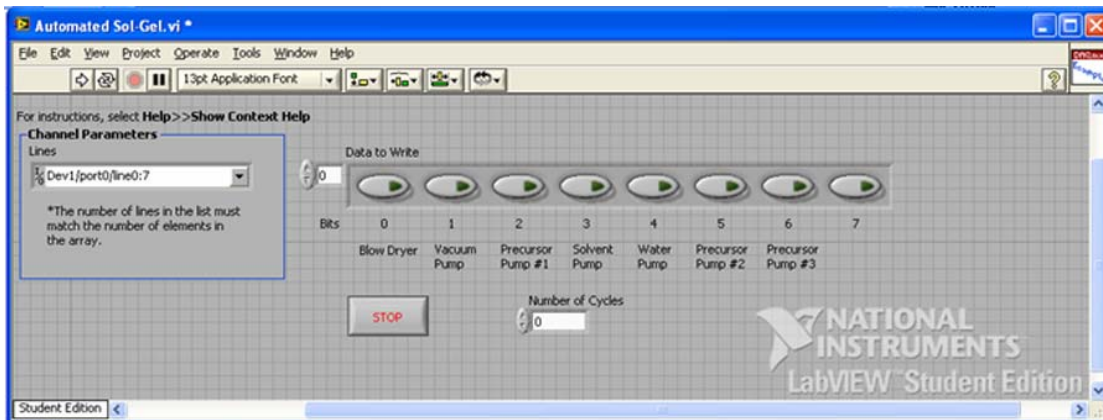 Automated Sol-Gel.vi *
File Edit View Project Operate Tools Window Help
13pt Application Font
For instructions, select Help>>Show Context Help
Channel Parameters
Lines
Dev1/port0/line0:7
*The number of lines in the list must
match the number of elements in
the array.
Data to Write
0
Bits 0 1 2 3 4 5 6 7
Blow Dryer
Vacuum
Pump
Precursor
Pump #1
Solvent
Pump
Water
Pump
Precursor
Pump #2
Precursor
Pump #3
STOP
Number of Cycles
0
NATIONAL
INSTRUMENTS
LabVIEW™ Student Edition
Student Edition